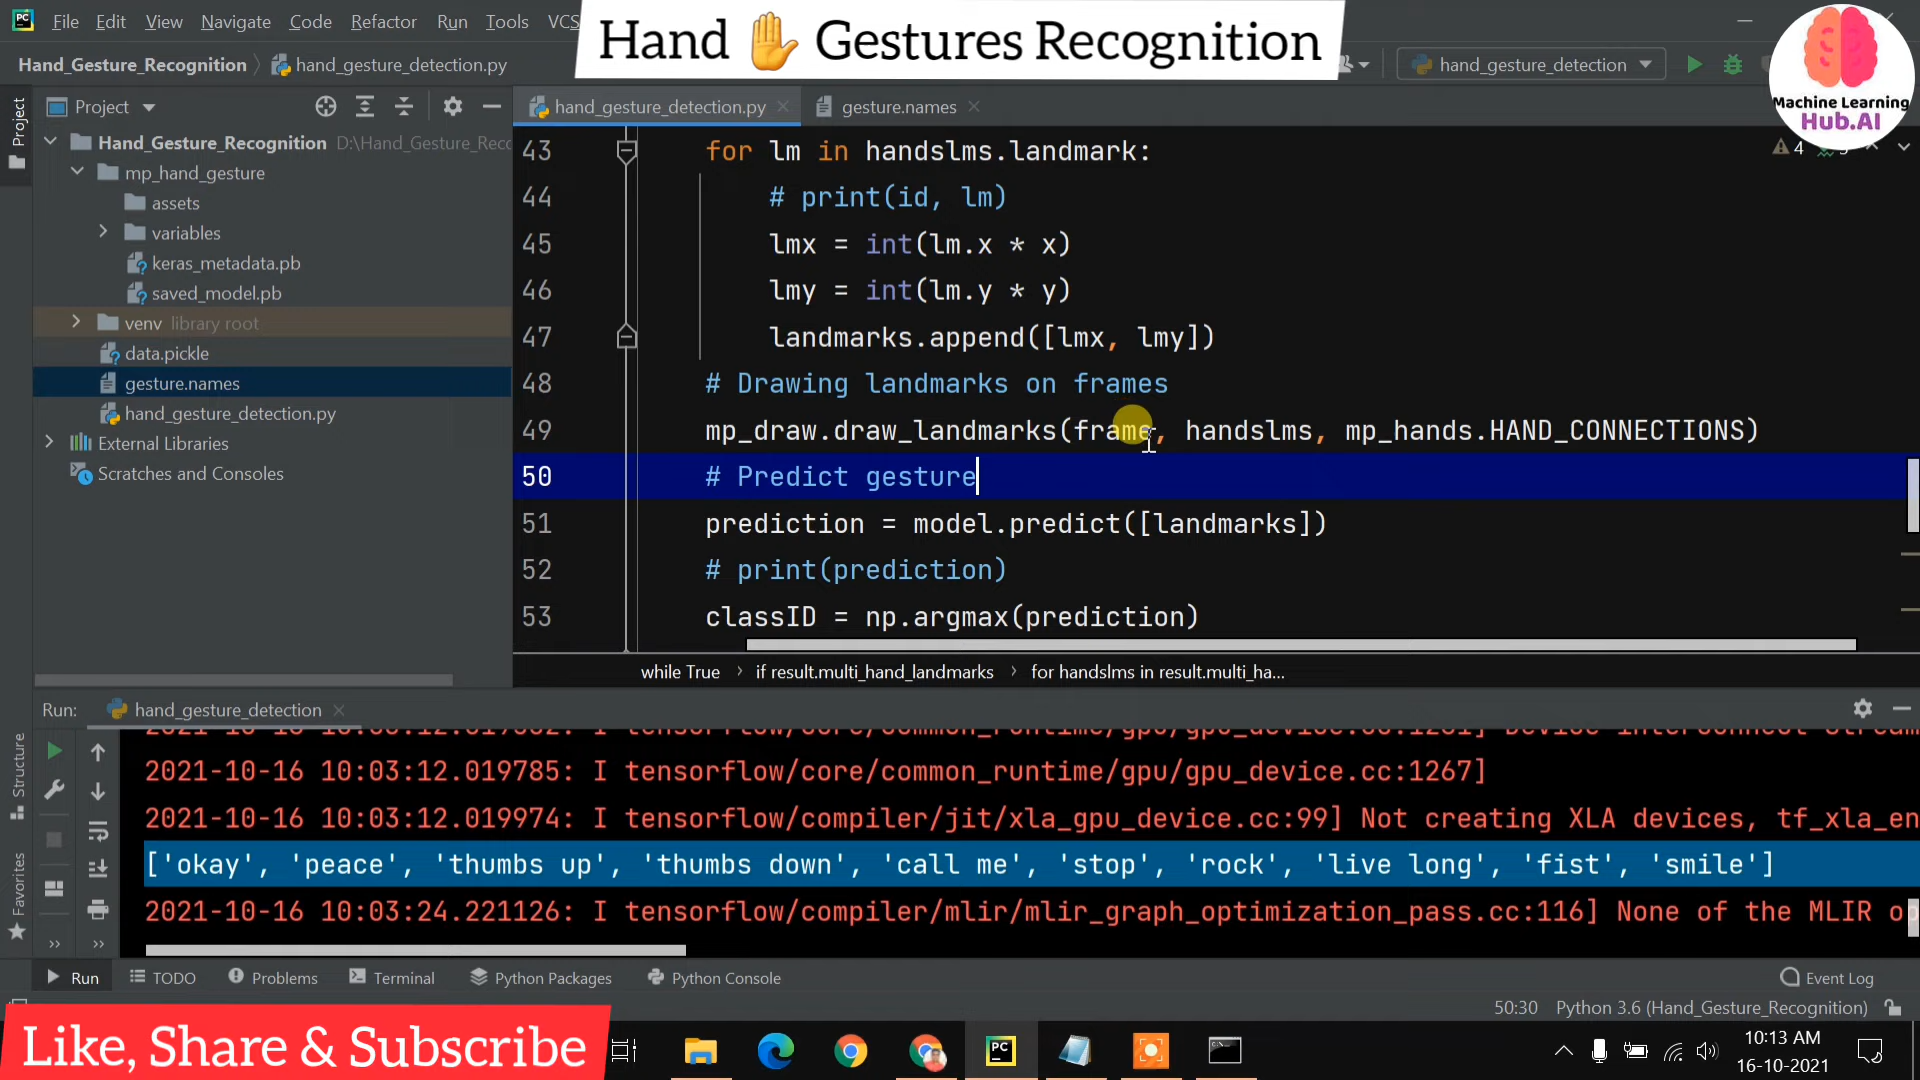 File Edit View Navigate Code Refactor Run Tools VCS
Hand ✋ Gestures Recognition
Hand_Gesture_Recognition hand_gesture_detection.py
hand_gesture_detection
Machine Learning
Hub.AI
Project
Project
hand_gesture_detection.py
gesture.names
Hand_Gesture_Recognition D:\Hand_Gesture_Rec
mp_hand_gesture
assets
variables
keras_metadata.pb
saved_model.pb
venv library root
data.pickle
gesture.names
hand_gesture_detection.py
External Libraries
Scratches and Consoles
4
43 for lm in handslms.landmark:
44 # print(id, lm)
45 lmx = int(lm.x * x)
46 lmy = int(lm.y * y)
47 landmarks.append([lmx, lmy])
48 # Drawing landmarks on frames
49 mp_draw.draw_landmarks(frame, handslms, mp_hands.HAND_CONNECTIONS)
50 # Predict gesture
51 prediction = model.predict([landmarks])
52 # print(prediction)
53 classID = np.argmax(prediction)
while True › if result.multi_hand_landmarks › for handslms in result.multi_ha...
Run: hand_gesture_detection
2021-10-16 10:03:12.019785: I tensorflow/core/common_runtime/gpu/gpu_device.cc:1267]
2021-10-16 10:03:12.019974: I tensorflow/compiler/jit/xla_gpu_device.cc:99] Not creating XLA devices, tf_xla_en
['okay', 'peace', 'thumbs up', 'thumbs down', 'call me', 'stop', 'rock', 'live long', 'fist', 'smile']
2021-10-16 10:03:24.221126: I tensorflow/compiler/mlir/mlir_graph_optimization_pass.cc:116] None of the MLIR op
Structure
Favorites
Run TODO Problems Terminal Python Packages Python Console Event Log
50:30 Python 3.6 (Hand_Gesture_Recognition)
Like, Share & Subscribe
10:13 AM
16-10-2021